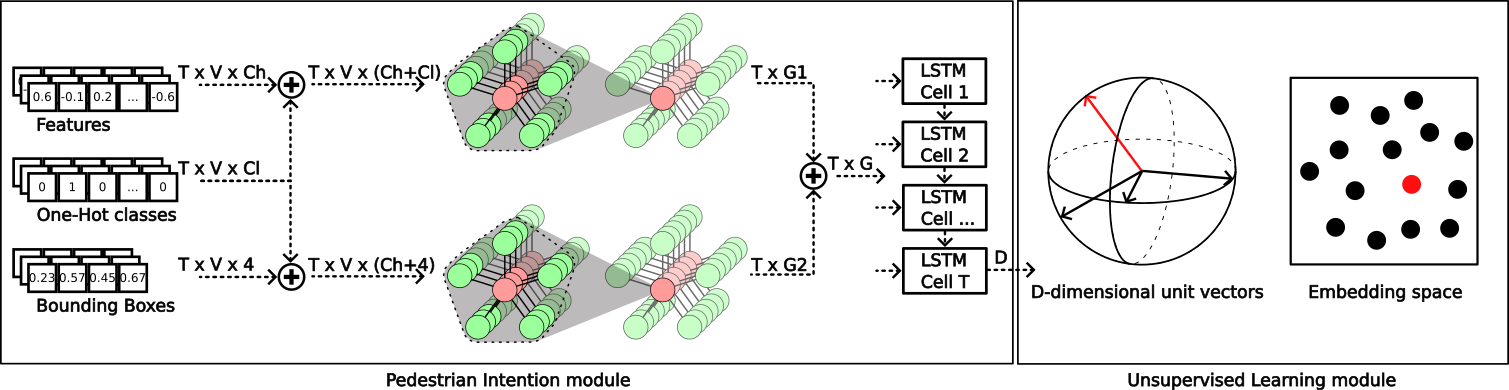 T x V x Ch
0.6 -0.1 0.2 ... -0.6
Features
T x V x (Ch+Cl)
T x V x Cl
0 1 0 ... 0
One-Hot classes
T x V x 4
0.23 0.57 0.45 0.67
Bounding Boxes
T x V x (Ch+4)
T x G1
T x G2
T x G
LSTM
Cell 1
LSTM
Cell 2
LSTM
Cell ...
LSTM
Cell T
D
Pedestrian Intention module
D-dimensional unit vectors
Embedding space
Unsupervised Learning module